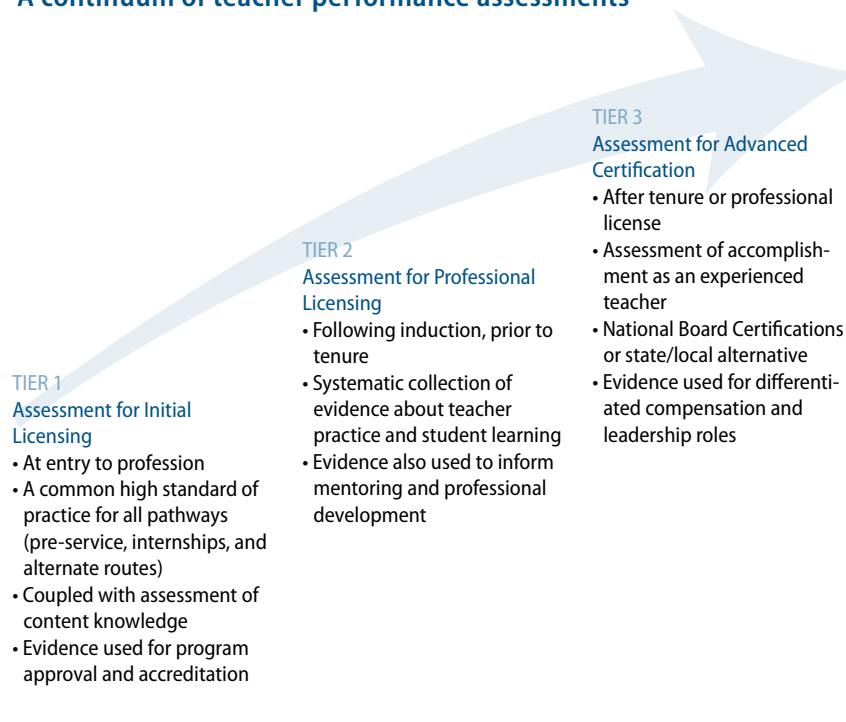 A continuum of teacher performance assessments
TIER 1
Assessment for Initial
Licensing
• At entry to profession
• A common high standard of
practice for all pathways
(pre-service, internships, and
alternate routes)
• Coupled with assessment of
content knowledge
• Evidence used for program
approval and accreditation
TIER 2
Assessment for Professional
Licensing
• Following induction, prior to
tenure
• Systematic collection of
evidence about teacher
practice and student learning
• Evidence also used to inform
mentoring and professional
development
TIER 3
Assessment for Advanced
Certification
• After tenure or professional
license
• Assessment of accomplish-
ment as an experienced
teacher
• National Board Certifications
or state/local alternative
• Evidence used for differenti-
ated compensation and
leadership roles